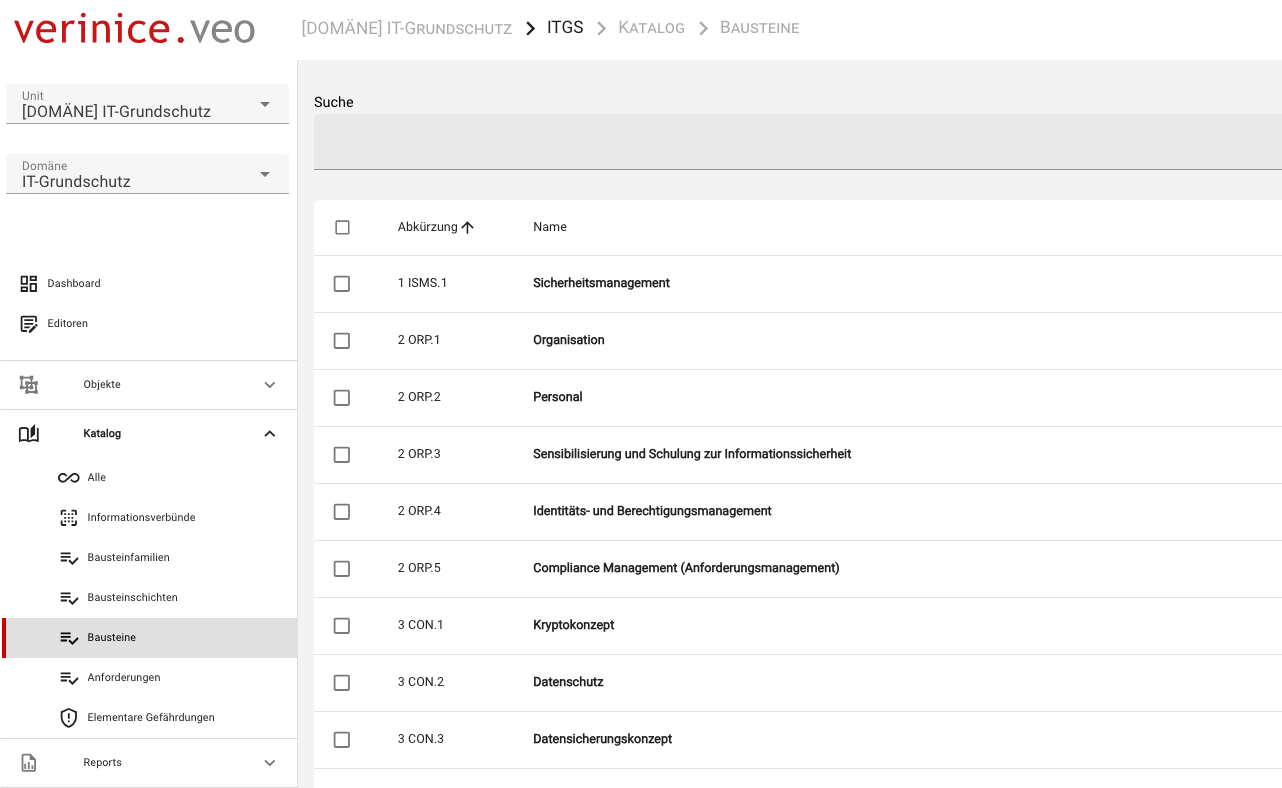 verinice.veo
[DOMÄNE] IT-Grundschutz ITGS Katalog Bausteine
Unit
[DOMÄNE] IT-Grundschutz
Domäne
IT-Grundschutz
Dashboard
Editoren
Objekte
Katalog
Alle
Informationsverbünde
Bausteinfamilien
Bausteinschichten
Bausteine
Anforderungen
Elementare Gefährdungen
Reports
Suche
Abkürzung Name
1 ISMS.1 Sicherheitsmanagement
2 ORP.1 Organisation
2 ORP.2 Personal
2 ORP.3 Sensibilisierung und Schulung zur Informationssicherheit
2 ORP.4 Identitäts- und Berechtigungsmanagement
2 ORP.5 Compliance Management (Anforderungsmanagement)
3 CON.1 Kryptokonzept
3 CON.2 Datenschutz
3 CON.3 Datensicherungskonzept